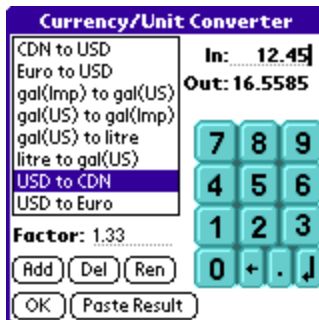 Currency/Unit Converter
CDN to USD
Euro to USD
gal(Imp) to gal(US)
gal(US) to gal(Imp)
gal(US) to litre
litre to gal(US)
USD to CDN
USD to Euro
Factor: 1.33
Add Del Ren
OK Paste Result
In: 12.45
Out: 16.5585
7 8 9
4 5 6
1 2 3
0 ← . ↲